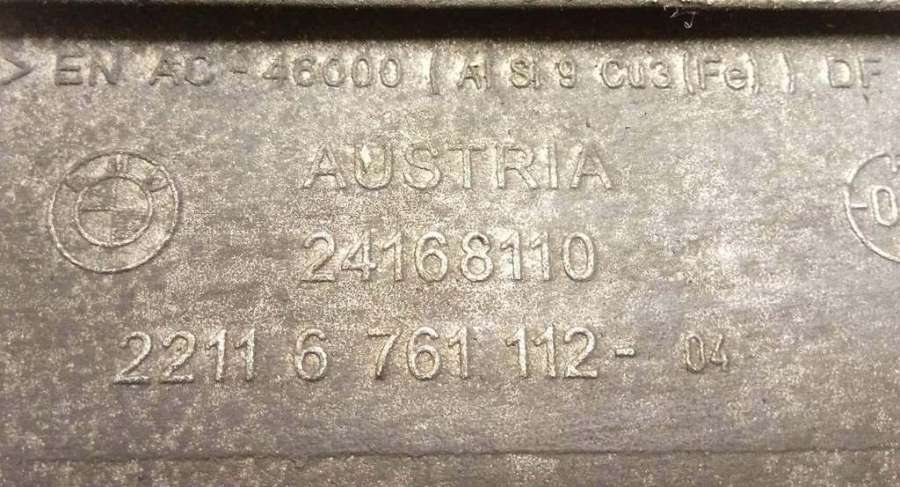 > EN AC - 46000 ( Al Si 9 Cu3 (Fe) ) DF
AUSTRIA
24168110
2211 6 761 112 - 04